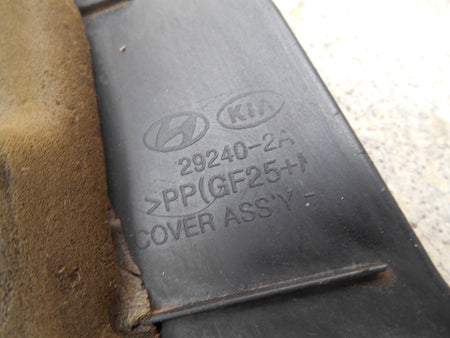 KIA
29240-2A
>PP(GF25+
COVER ASS'Y -